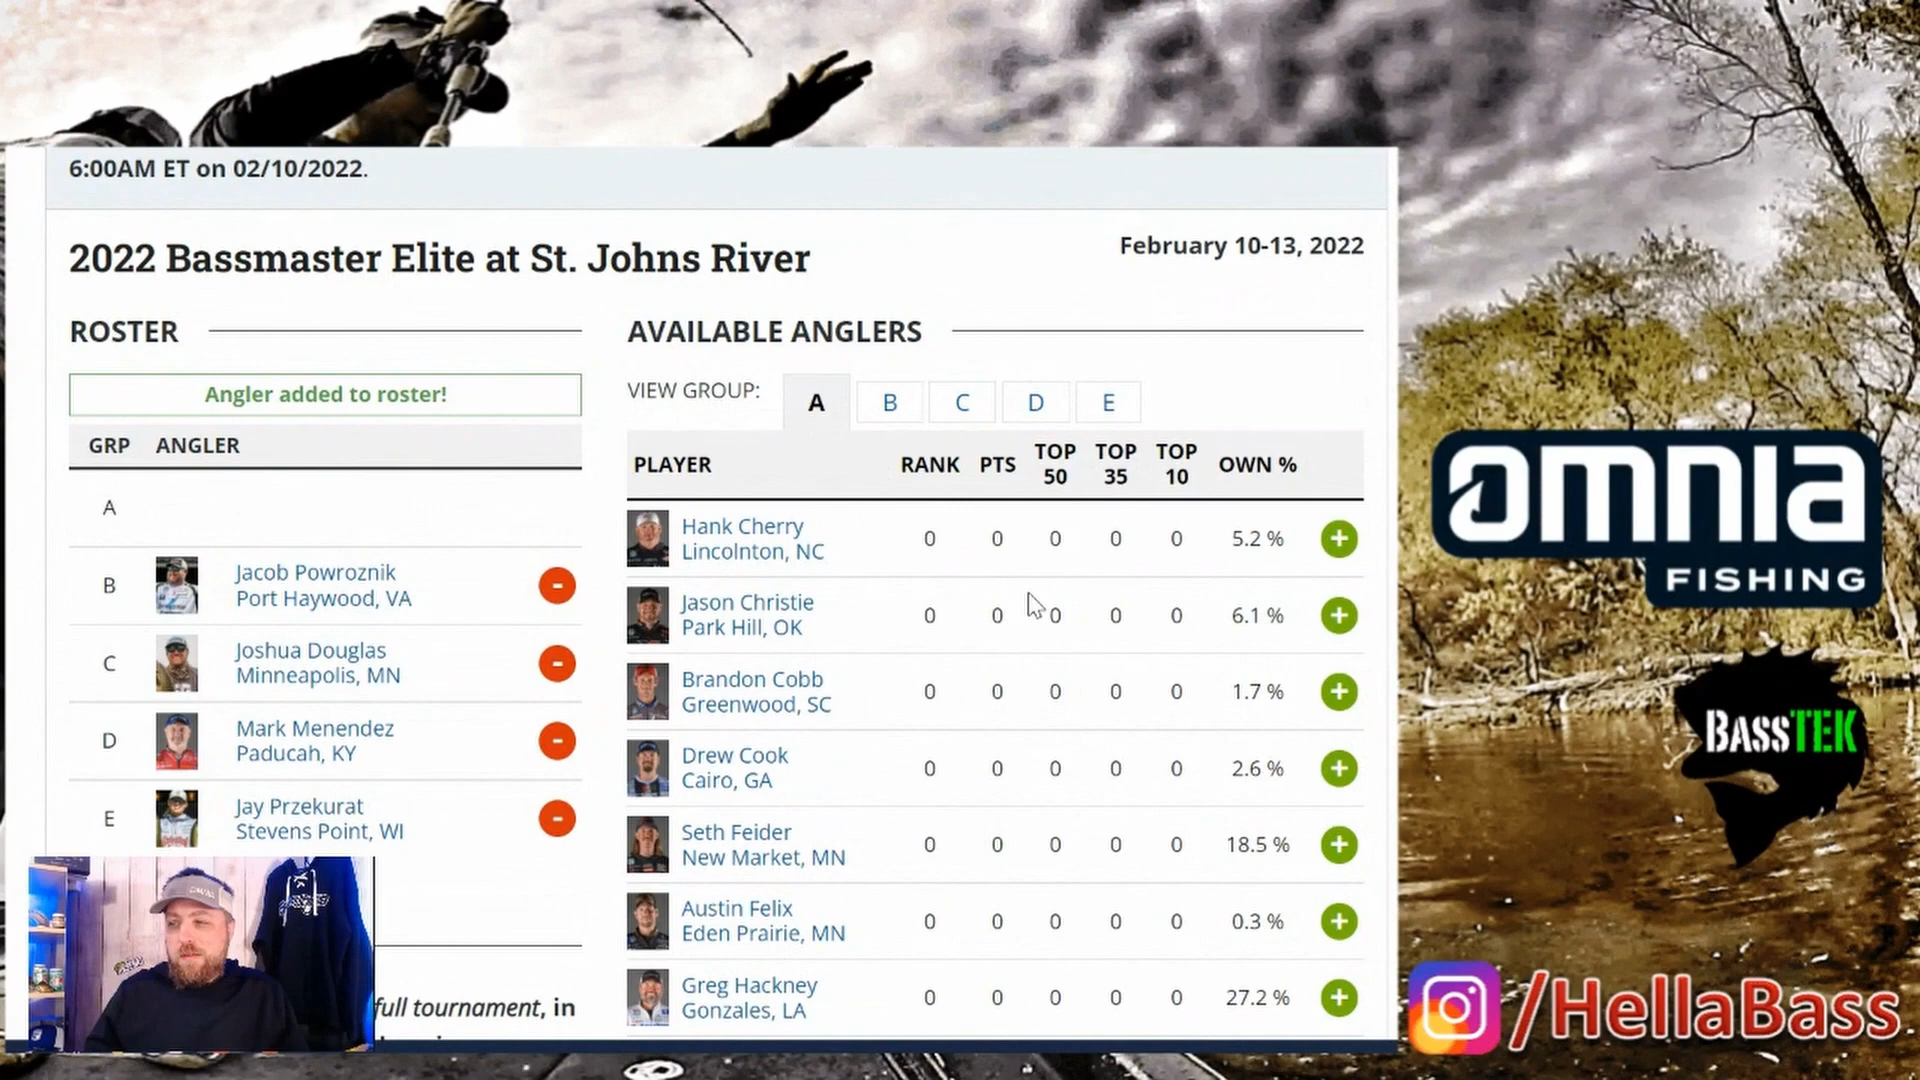 6:00AM ET on 02/10/2022.
2022 Bassmaster Elite at St. Johns River
February 10-13, 2022
ROSTER
Angler added to roster!
GRP ANGLER
A
B Jacob Powroznik
Port Haywood, VA
-
C Joshua Douglas
Minneapolis, MN
-
D Mark Menendez
Paducah, KY
-
E Jay Przekurat
Stevens Point, WI
-
full tournament, in
AVAILABLE ANGLERS
VIEW GROUP: A B C D E
PLAYER RANK PTS TOP 50 TOP 35 TOP 10 OWN %
Hank Cherry
Lincolnton, NC
0 0 0 0 0 5.2 % +
Jason Christie
Park Hill, OK
0 0 0 0 0 6.1 % +
Brandon Cobb
Greenwood, SC
0 0 0 0 0 1.7 % +
Drew Cook
Cairo, GA
0 0 0 0 0 2.6 % +
Seth Feider
New Market, MN
0 0 0 0 0 18.5 % +
Austin Felix
Eden Prairie, MN
0 0 0 0 0 0.3 % +
Greg Hackney
Gonzales, LA
0 0 0 0 0 27.2 % +
omnia
FISHING
BASSTEK
/HellaBass